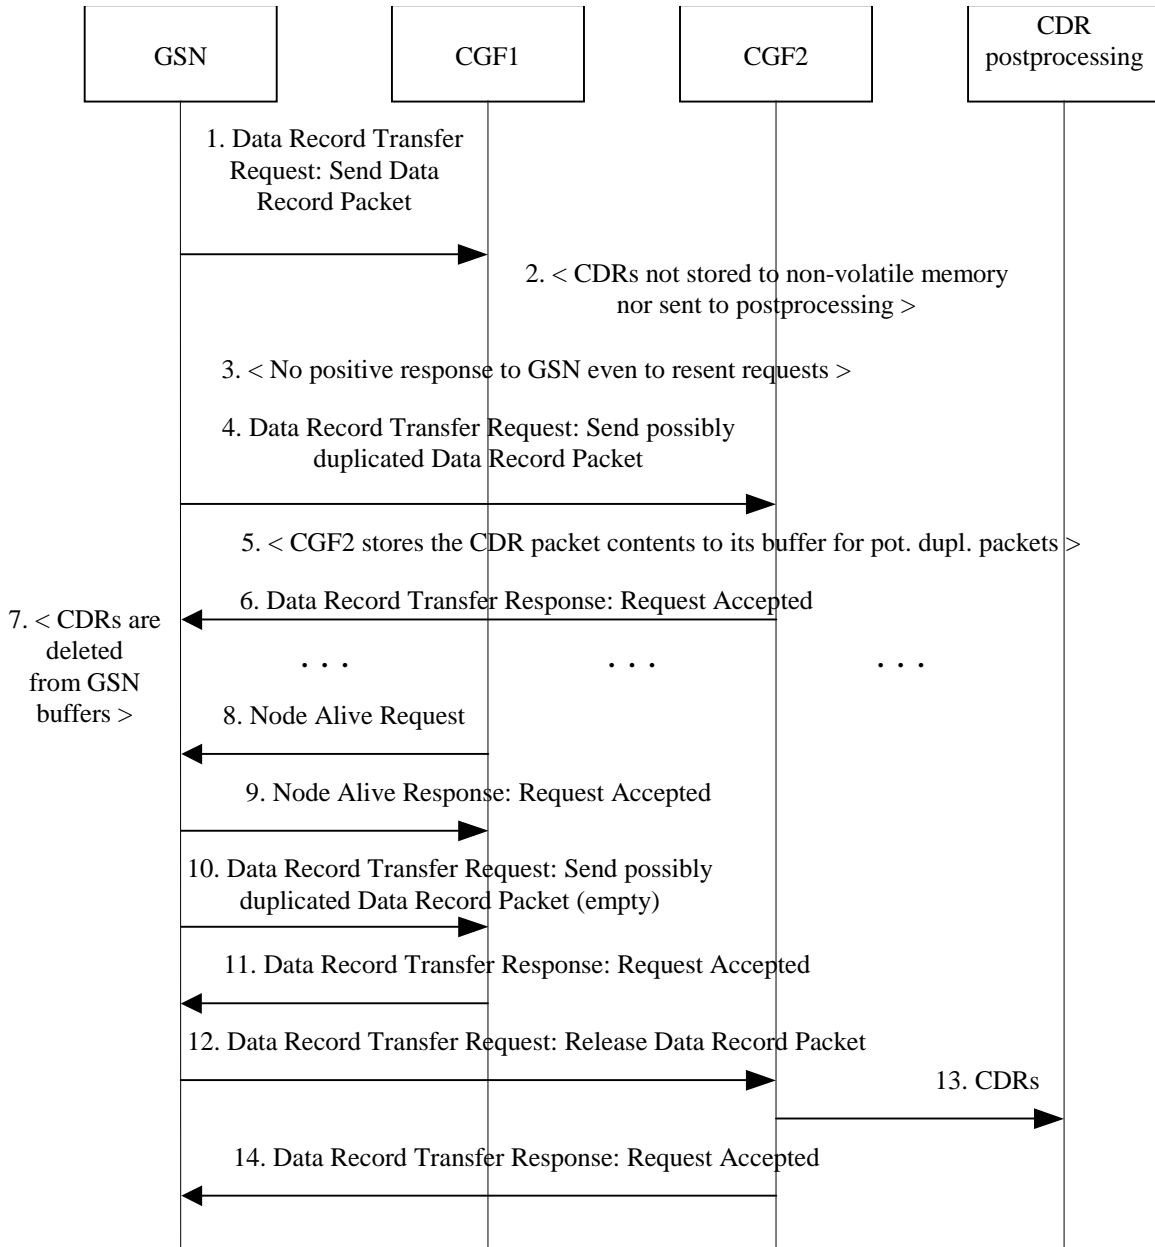 GSN
CGF1
CGF2
CDR
postprocessing
1. Data Record Transfer
Request: Send Data
Record Packet
2. < CDRs not stored to non-volatile memory
nor sent to postprocessing >
3. < No positive response to GSN even to resent requests >
4. Data Record Transfer Request: Send possibly
duplicated Data Record Packet
5. < CGF2 stores the CDR packet contents to its buffer for pot. dupl. packets >
6. Data Record Transfer Response: Request Accepted
7. < CDRs are
deleted
from GSN
buffers >
. . .
. . .
. . .
8. Node Alive Request
9. Node Alive Response: Request Accepted
10. Data Record Transfer Request: Send possibly
duplicated Data Record Packet (empty)
11. Data Record Transfer Response: Request Accepted
12. Data Record Transfer Request: Release Data Record Packet
13. CDRs
14. Data Record Transfer Response: Request Accepted